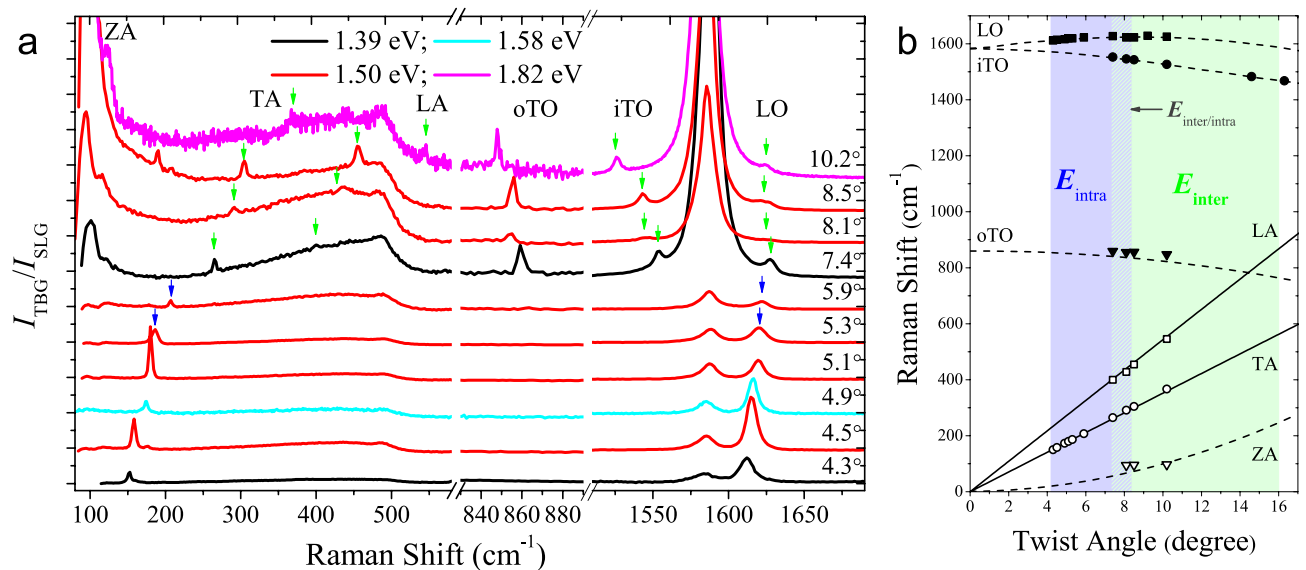 a
ZA
1.39 eV; 1.58 eV
1.50 eV; 1.82 eV
TA
LA
oTO
iTO
LO
10.2°
8.5°
8.1°
7.4°
5.9°
5.3°
5.1°
4.9°
4.5°
4.3°
I_TBG/I_SLG
100 200 300 400 500 840 860 880 1550 1600 1650
Raman Shift (cm⁻¹)
b
LO
iTO
E_inter/intra
E_intra
E_inter
oTO
LA
TA
ZA
1600
1400
1200
1000
800
600
400
200
0
Raman Shift (cm⁻¹)
0 2 4 6 8 10 12 14 16
Twist Angle (degree)